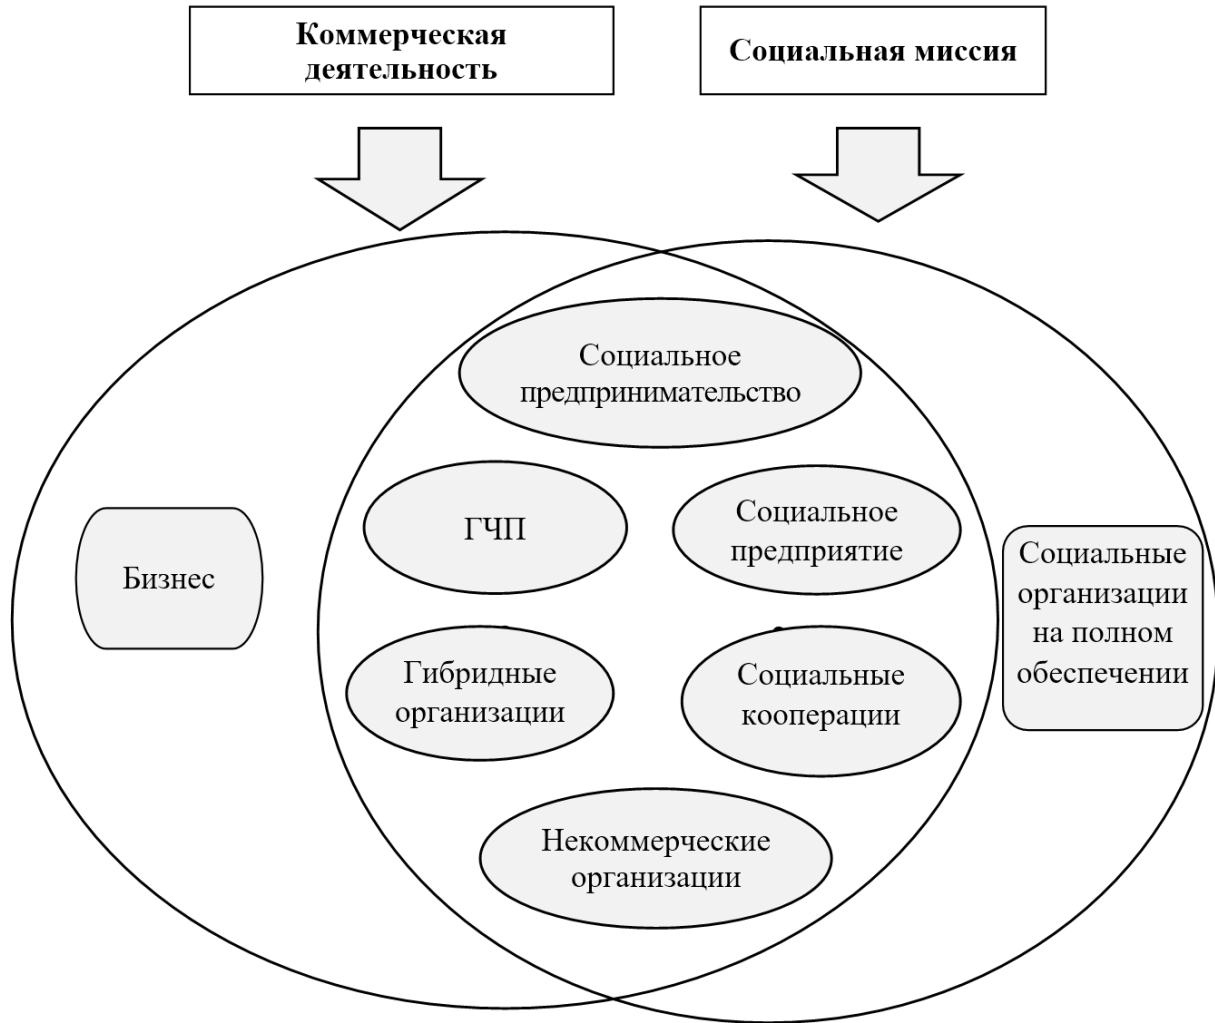 Коммерческая
деятельность
Социальная миссия
Социальное
предпринимательство
ГЧП
Социальное
предприятие
Бизнес
Социальные
организации
на полном
обеспечении
Гибридные
организации
Социальные
кооперации
Некоммерческие
организации